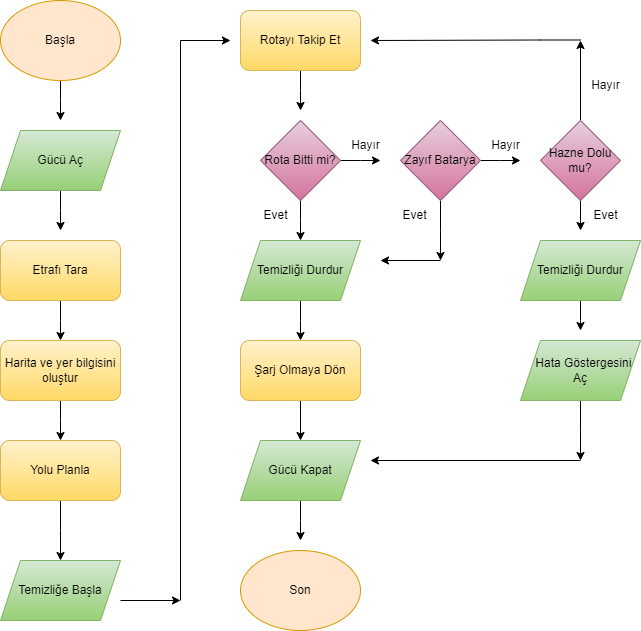 Başla
Gücü Aç
Etrafı Tara
Harita ve yer bilgisini
oluştur
Yolu Planla
Temizliğe Başla
Rotayı Takip Et
Rota Bitti mi?
Hayır
Zayıf Batarya
Hayır
Hazne Dolu
mu?
Hayır
Evet
Evet
Evet
Temizliği Durdur
Temizliği Durdur
Şarj Olmaya Dön
Hata Göstergesini
Aç
Gücü Kapat
Son